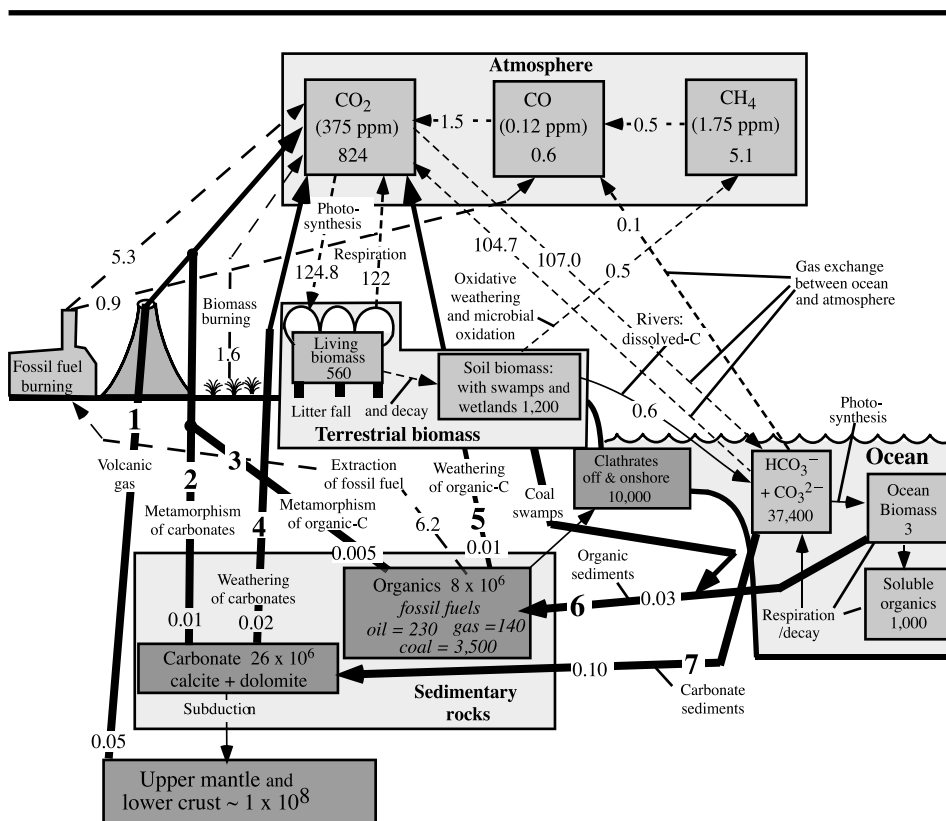 Atmosphere
CO2
(375 ppm)
824
1.5
CO
(0.12 ppm)
0.6
0.5
CH4
(1.75 ppm)
5.1
Photo-
synthesis
Respiration
124.8
122
5.3
0.9
Biomass
burning
1.6
104.7
107.0
0.1
0.5
Oxidative
weathering
and microbial
oxidation
Rivers:
dissolved-C
Gas exchange
between ocean
and atmosphere
Fossil fuel
burning
Living
biomass
560
Litter fall
and decay
Soil biomass:
with swamps and
wetlands 1,200
Terrestrial biomass
0.6
Photo-
synthesis
1
Volcanic
gas
2
Metamorphism
of carbonates
3
Extraction
of fossil fuel
4
Metamorphism
of organic-C
6.2
Weathering
of organic-C
5
Coal
swamps
Clathrates
off & onshore
10,000
HCO3−
+ CO32−
37,400
Ocean
Ocean
Biomass
3
Soluble
organics
1,000
Respiration
/decay
0.005
0.01
Weathering
of carbonates
0.01
0.02
Organics 8 x 106
fossil fuels
oil = 230 gas =140
coal = 3,500
Organic
sediments
6
0.03
Carbonate 26 x 106
calcite + dolomite
0.10
7
Carbonate
sediments
Sedimentary
rocks
Subduction
0.05
Upper mantle and
lower crust ~ 1 x 108